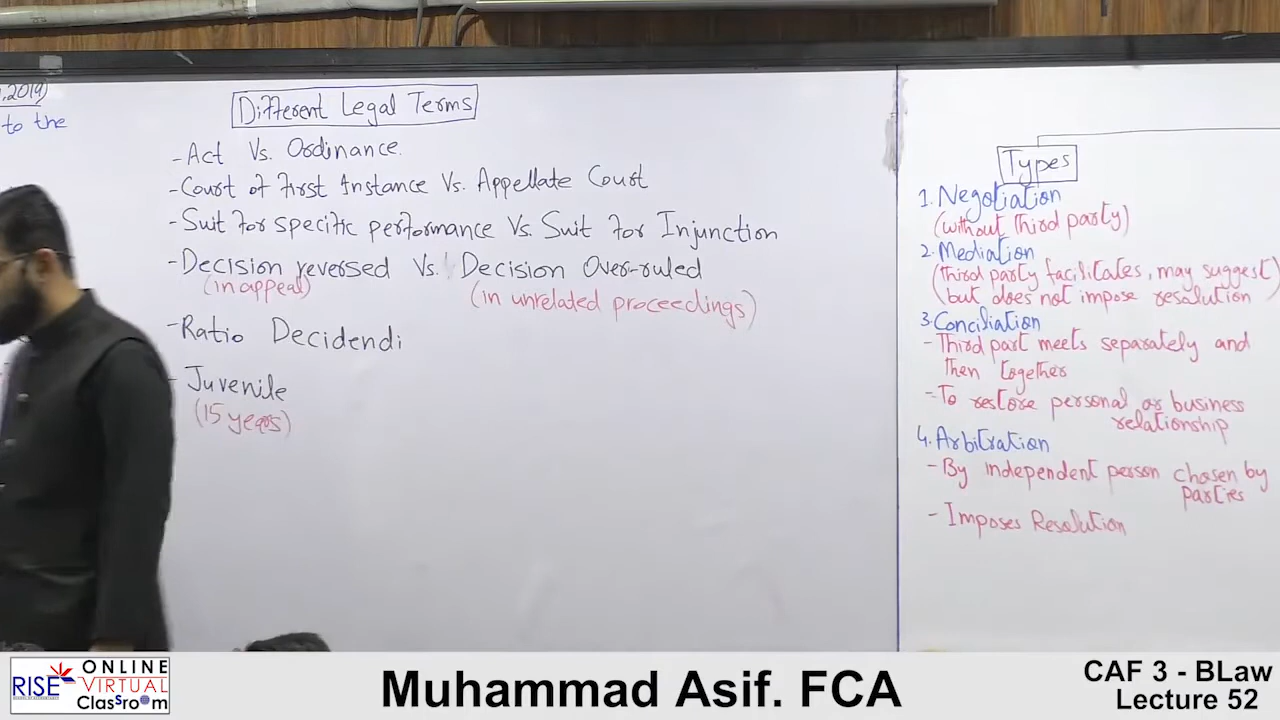 ,2019)
to the
Different Legal Terms
- Act Vs. Ordinance.
- Court of First Instance Vs. Appellate Court
- Suit for specific performance Vs. Suit for Injunction
- Decision reversed Vs. Decision Over-ruled
(in appeal) (in unrelated proceedings)
- Ratio Decidendi
- Juvenile
(15 years)
Types
1. Negotiation
(without third party)
2. Mediation
(third party facilitates, may suggest)
but does not impose resolution
3. Conciliation
- Third part meets separately and
then together
- To restore personal or business
relationship
4. Arbitration
- By independent person chosen by
parties
- Imposes Resolution
RISE
ONLINE
VIRTUAL
Classroom
Muhammad Asif. FCA
CAF 3 - BLaw
Lecture 52